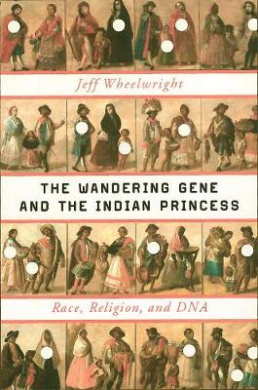 Jeff Wheelwright
THE WANDERING GENE
AND THE INDIAN PRINCESS
Race, Religion, and DNA